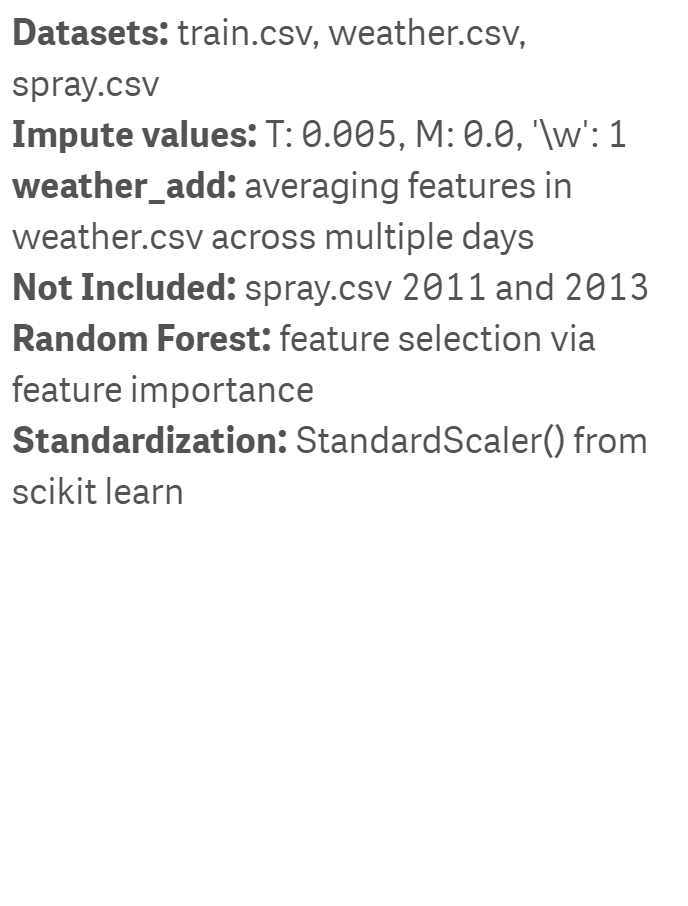 Datasets: train.csv, weather.csv,
spray.csv
Impute values: T: 0.005, M: 0.0, '\w': 1
weather_add: averaging features in
weather.csv across multiple days
Not Included: spray.csv 2011 and 2013
Random Forest: feature selection via
feature importance
Standardization: StandardScaler() from
scikit learn